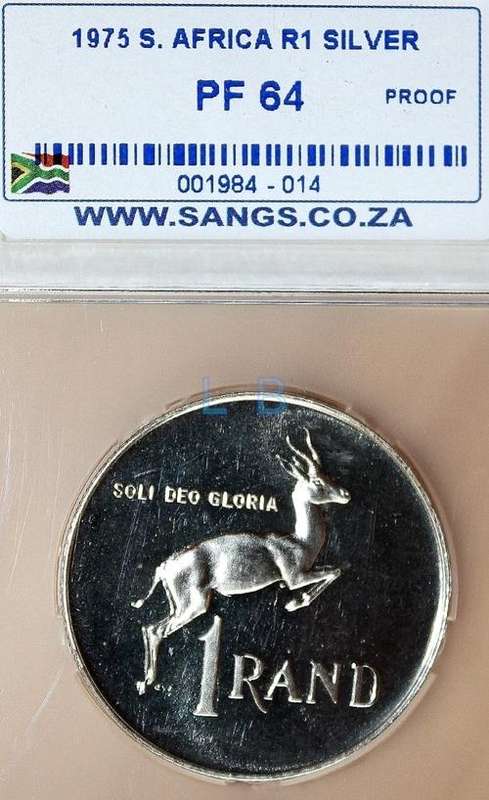 1975 S. AFRICA R1 SILVER
PF 64 PROOF
001984 - 014
WWW.SANGS.CO.ZA
L B
SOLI DEO GLORIA
1 RAND